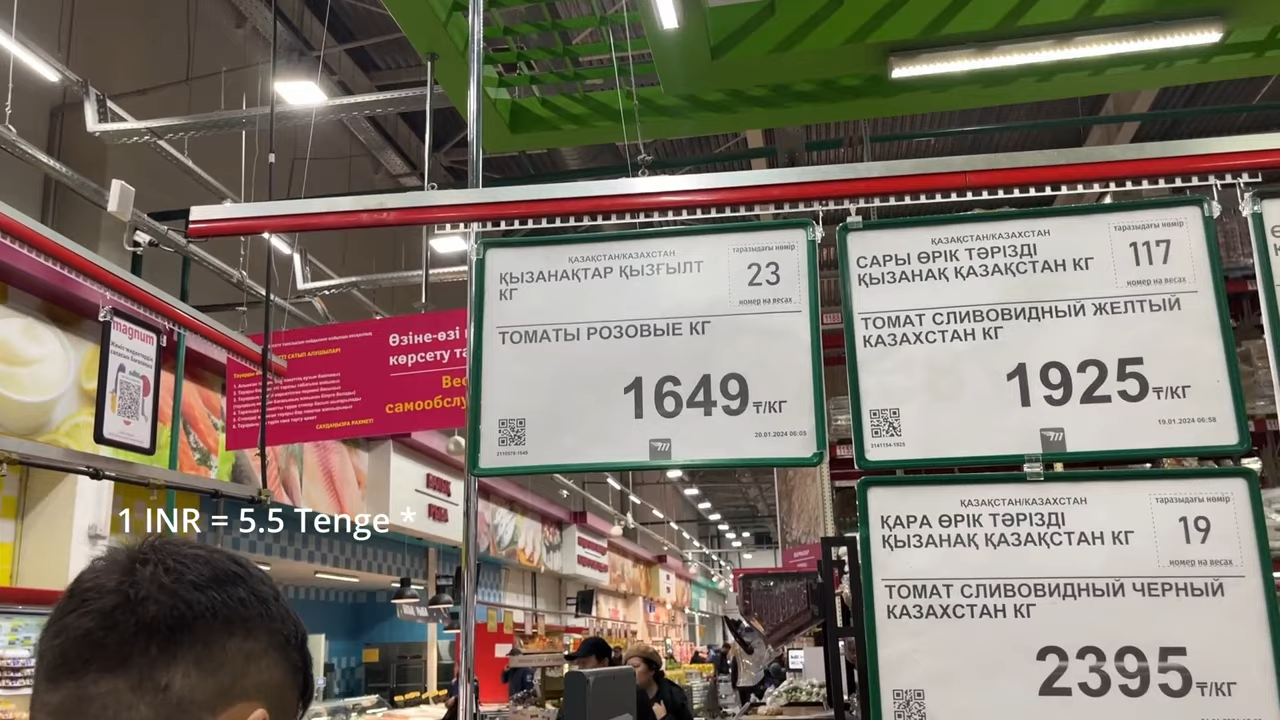 magnum
Өзіне-өзі
көрсету
самообслу
САУДАҢЫЗҒА РАХМЕТ!
1 INR = 5.5 Tenge *
ҚАЗАҚСТАН/КАЗАХСТАН
ҚЫЗАНАҚТАР ҚЫЗҒЫЛТ
КГ
таразыдағы нөмір
23
номер на весах
ТОМАТЫ РОЗОВЫЕ КГ
1649 ₸/КГ
20.01.2024 06:05
ҚАЗАҚСТАН/КАЗАХСТАН
САРЫ ӨРІК ТӘРІЗДІ
ҚЫЗАНАҚ ҚАЗАҚСТАН КГ
таразыдағы нөмір
117
номер на весах
ТОМАТ СЛИВОВИДНЫЙ ЖЕЛТЫЙ
КАЗАХСТАН КГ
1925 ₸/КГ
19.01.2024 06:58
ҚАЗАҚСТАН/КАЗАХСТАН
ҚАРА ӨРІК ТӘРІЗДІ
ҚЫЗАНАҚ ҚАЗАҚСТАН КГ
таразыдағы нөмір
19
номер на весах
ТОМАТ СЛИВОВИДНЫЙ ЧЕРНЫЙ
КАЗАХСТАН КГ
2395 ₸/КГ